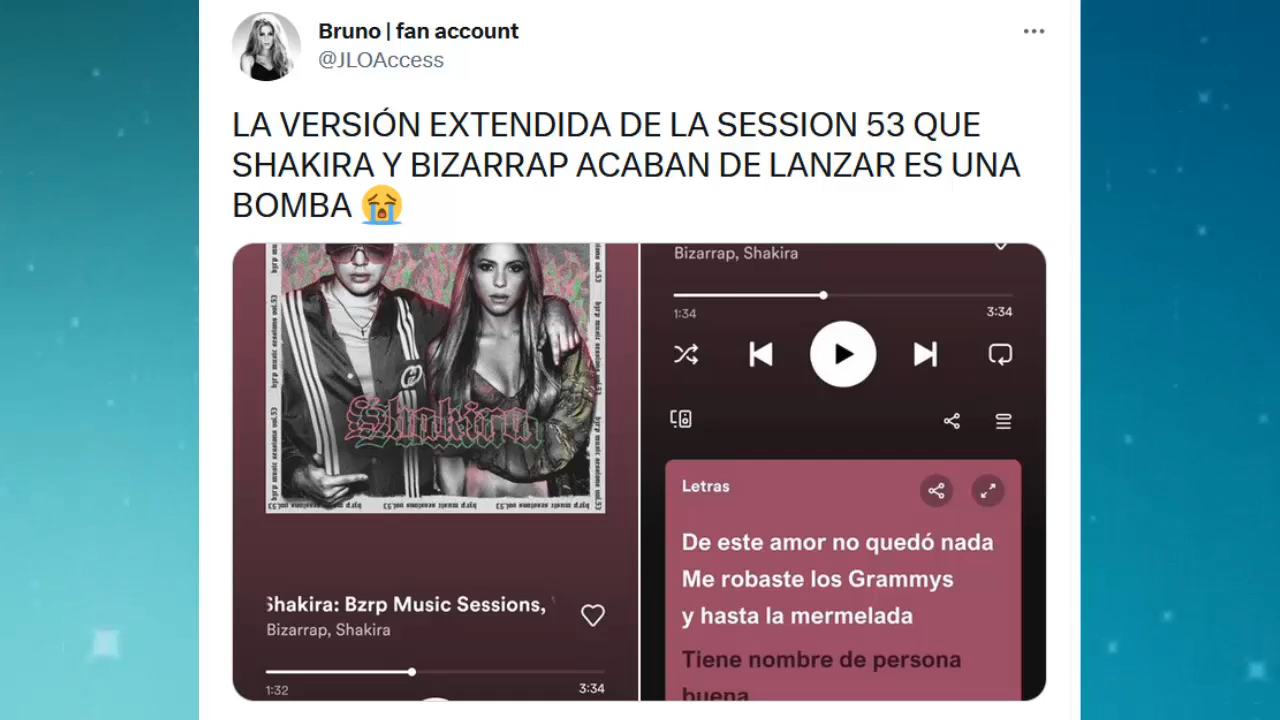 Bruno | fan account
@JLOAccess
LA VERSIÓN EXTENDIDA DE LA SESSION 53 QUE
SHAKIRA Y BIZARRAP ACABAN DE LANZAR ES UNA
BOMBA
Shakira
Shakira: Bzrp Music Sessions,
Bizarrap, Shakira
1:32
3:34
Bizarrap, Shakira
1:34
3:34
Letras
De este amor no quedó nada
Me robaste los Grammys
y hasta la mermelada
Tiene nombre de persona
buena